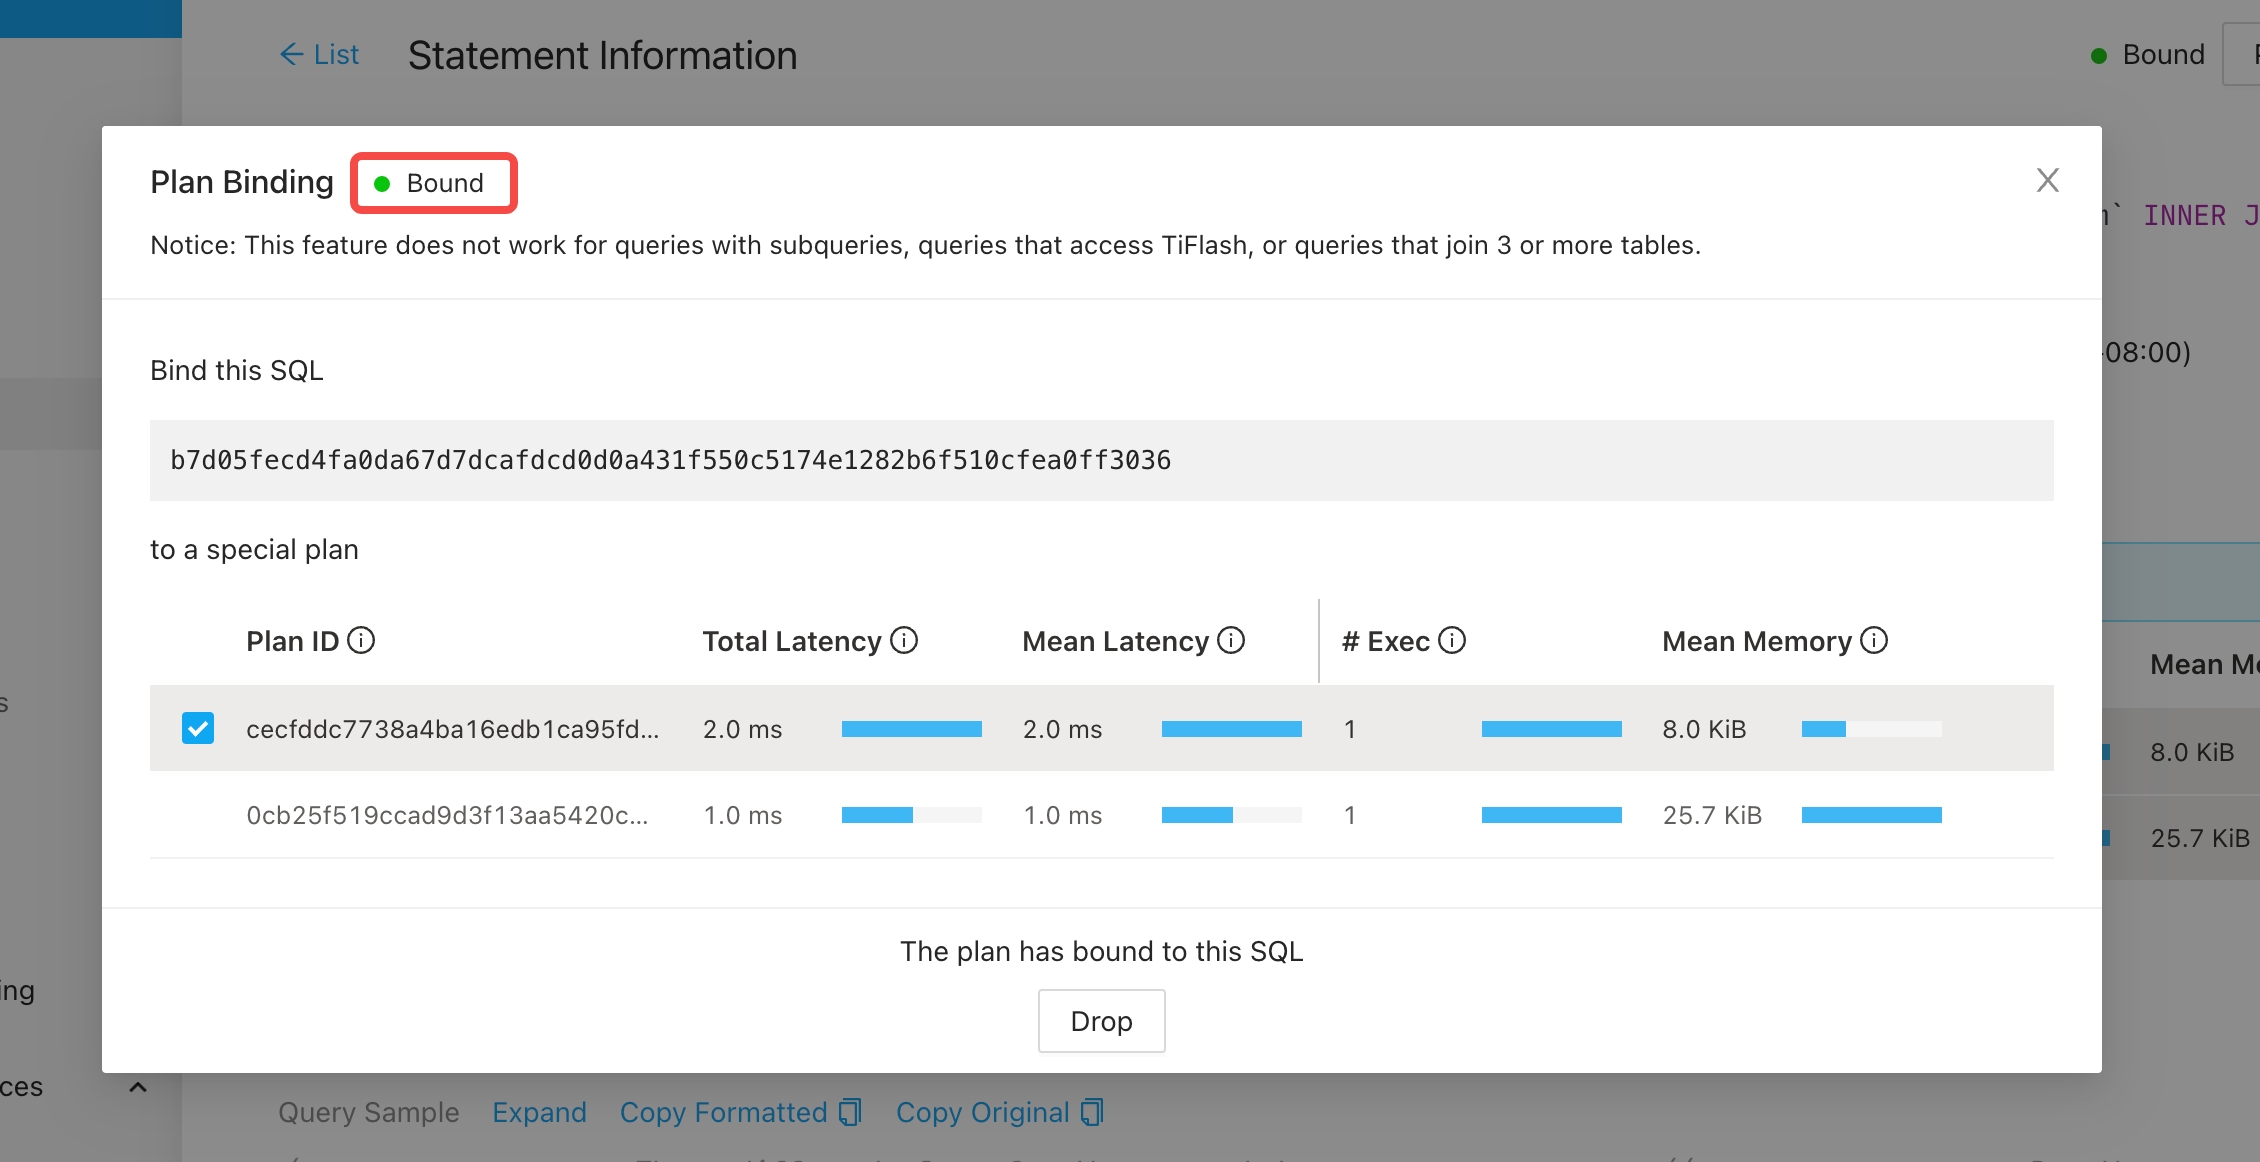 ← List Statement Information
Bound
Plan Binding Bound
Notice: This feature does not work for queries with subqueries, queries that access TiFlash, or queries that join 3 or more tables.
INNER J
-08:00)
Bind this SQL
b7d05fecd4fa0da67d7dcafdcd0d0a431f550c5174e1282b6f510cfea0ff3036
to a special plan
Plan ID Total Latency Mean Latency # Exec Mean Memory
cecfddc7738a4ba16edb1ca95fd... 2.0 ms 2.0 ms 1 8.0 KiB
0cb25f519ccad9d3f13aa5420c... 1.0 ms 1.0 ms 1 25.7 KiB
Mean Me
8.0 KiB
25.7 KiB
The plan has bound to this SQL
Drop
ing
ces
Query Sample Expand Copy Formatted Copy Original